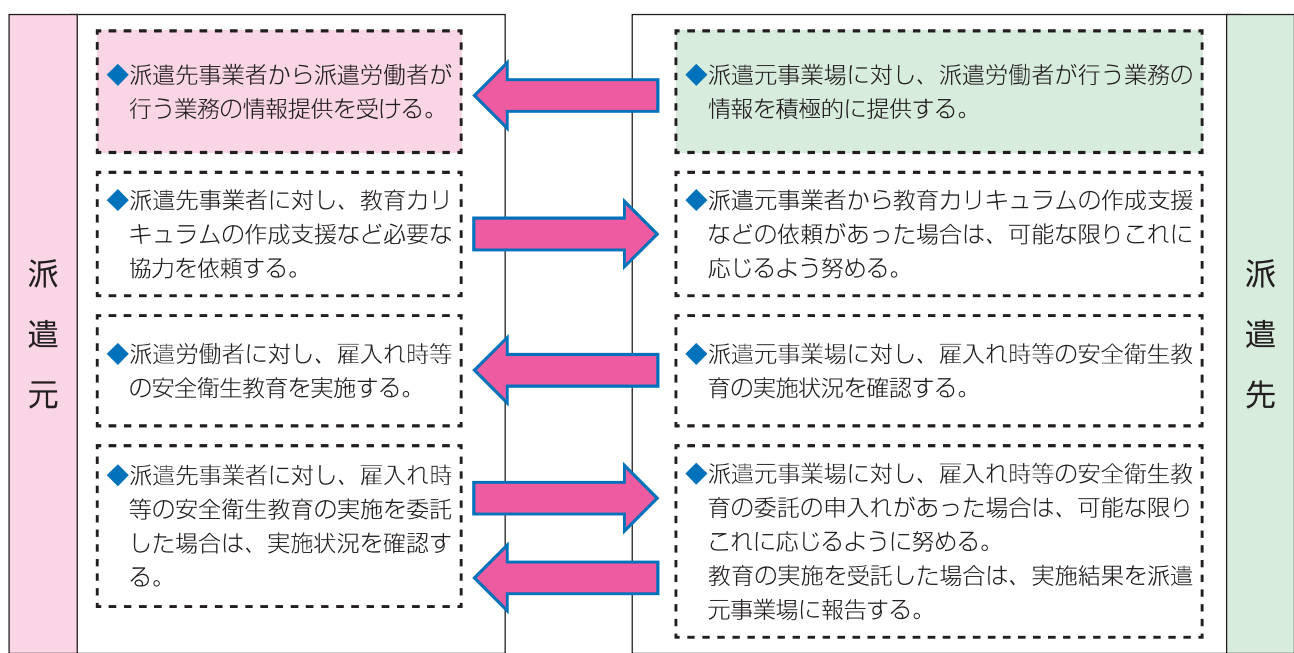 派遣元
◆派遣先事業者から派遣労働者が
行う業務の情報提供を受ける。
◆派遣先事業者に対し、教育カリ
キュラムの作成支援など必要な
協力を依頼する。
◆派遣労働者に対し、雇入れ時等
の安全衛生教育を実施する。
◆派遣先事業者に対し、雇入れ時
等の安全衛生教育の実施を委託
した場合は、実施状況を確認す
る。
◆派遣元事業場に対し、派遣労働者が行う業務の
情報を積極的に提供する。
◆派遣元事業者から教育カリキュラムの作成支援
などの依頼があった場合は、可能な限りこれに
応じるよう努める。
◆派遣元事業場に対し、雇入れ時等の安全衛生教
育の実施状況を確認する。
◆派遣元事業場に対し、雇入れ時等の安全衛生教
育の委託の申入れがあった場合は、可能な限り
これに応じるように努める。
教育の実施を受託した場合は、実施結果を派遣
元事業場に報告する。
派遣先